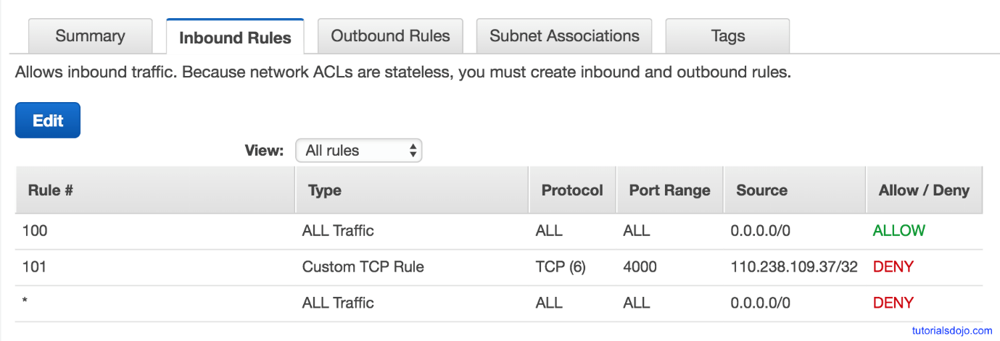 Summary Inbound Rules Outbound Rules Subnet Associations Tags
Allows inbound traffic. Because network ACLs are stateless, you must create inbound and outbound rules.
Edit
View: All rules
Rule # Type Protocol Port Range Source Allow / Deny
100 ALL Traffic ALL ALL 0.0.0.0/0 ALLOW
101 Custom TCP Rule TCP (6) 4000 110.238.109.37/32 DENY
* ALL Traffic ALL ALL 0.0.0.0/0 DENY
tutorialsdojo.com